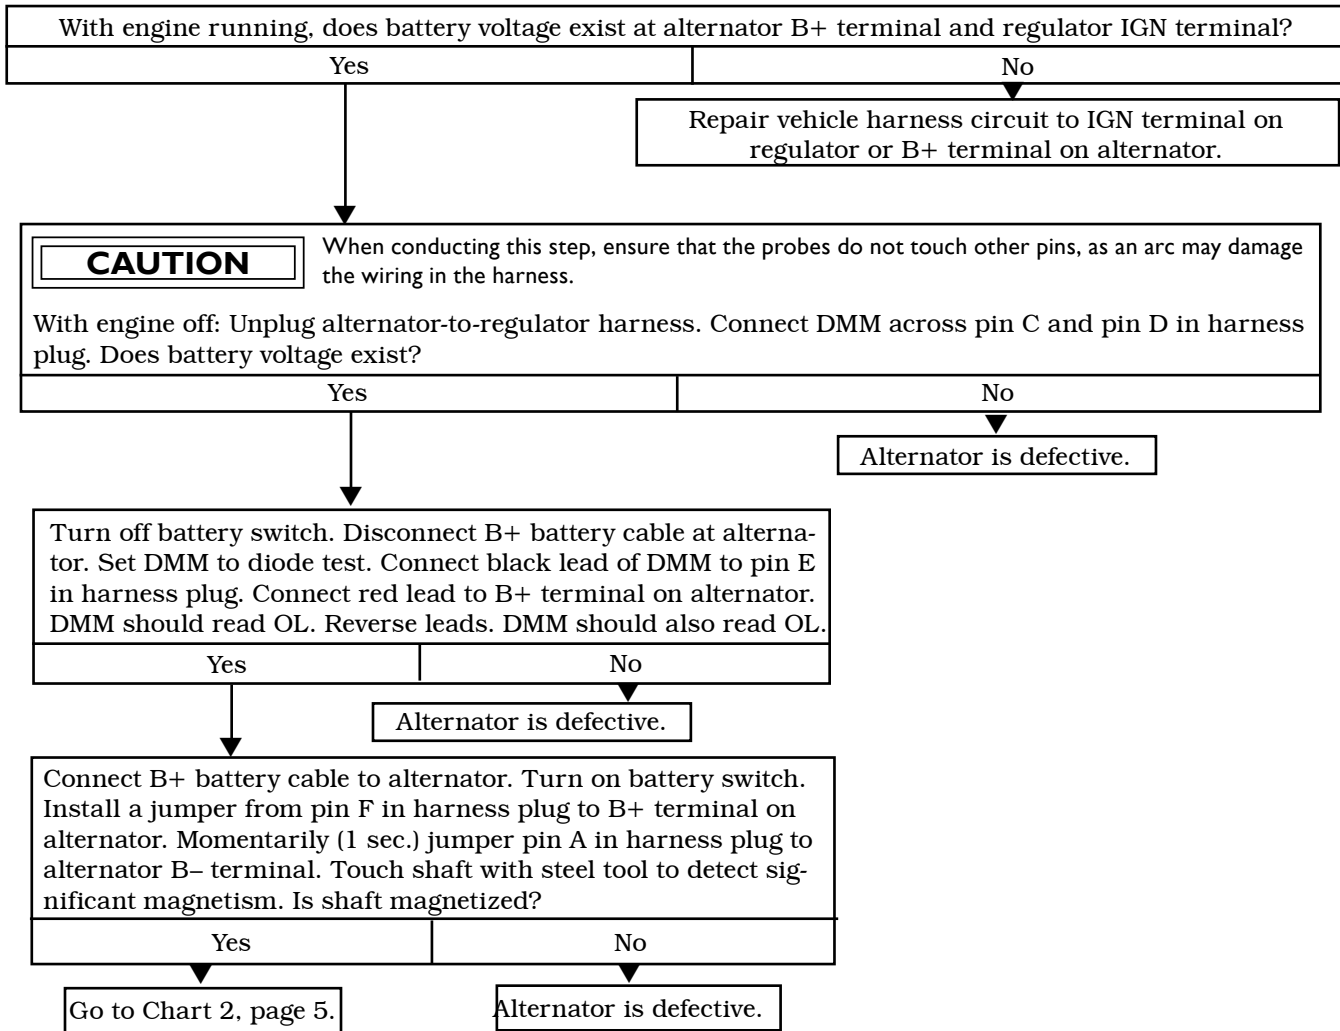 With engine running, does battery voltage exist at alternator B+ terminal and regulator IGN terminal?
Yes
No
Repair vehicle harness circuit to IGN terminal on
regulator or B+ terminal on alternator.
CAUTION
When conducting this step, ensure that the probes do not touch other pins, as an arc may damage
the wiring in the harness.
With engine off: Unplug alternator-to-regulator harness. Connect DMM across pin C and pin D in harness
plug. Does battery voltage exist?
Yes
No
Alternator is defective.
Turn off battery switch. Disconnect B+ battery cable at alterna-
tor. Set DMM to diode test. Connect black lead of DMM to pin E
in harness plug. Connect red lead to B+ terminal on alternator.
DMM should read OL. Reverse leads. DMM should also read OL.
Yes
No
Alternator is defective.
Connect B+ battery cable to alternator. Turn on battery switch.
Install a jumper from pin F in harness plug to B+ terminal on
alternator. Momentarily (1 sec.) jumper pin A in harness plug to
alternator B– terminal. Touch shaft with steel tool to detect sig-
nificant magnetism. Is shaft magnetized?
Yes
No
Go to Chart 2, page 5.
Alternator is defective.